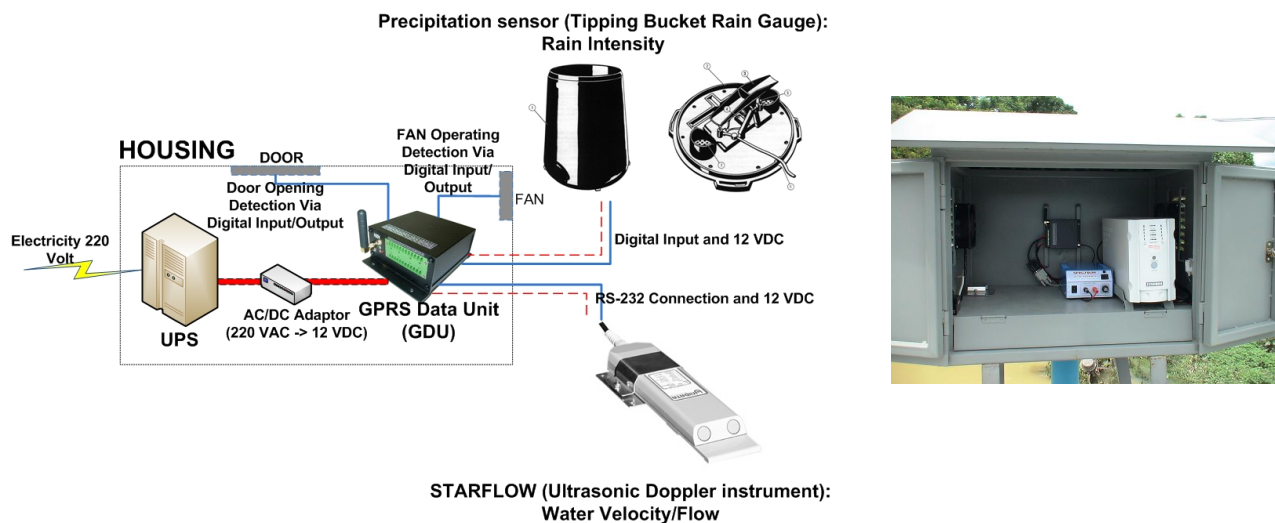 Precipitation sensor (Tipping Bucket Rain Gauge):
Rain Intensity
HOUSING
DOOR
Door Opening
Detection Via
Digital Input/Output
FAN Operating
Detection Via
Digital Input/
Output
FAN
Electricity 220
Volt
Digital Input and 12 VDC
RS-232 Connection and 12 VDC
UPS
AC/DC Adaptor
(220 VAC -> 12 VDC)
GPRS Data Unit
(GDU)
STARFLOW (Ultrasonic Doppler instrument):
Water Velocity/Flow